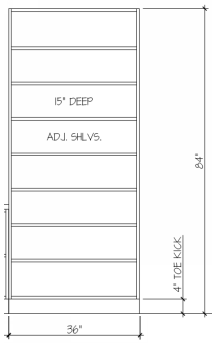 15" DEEP
ADJ. SHLVS.
84"
4" TOE KICK
36"